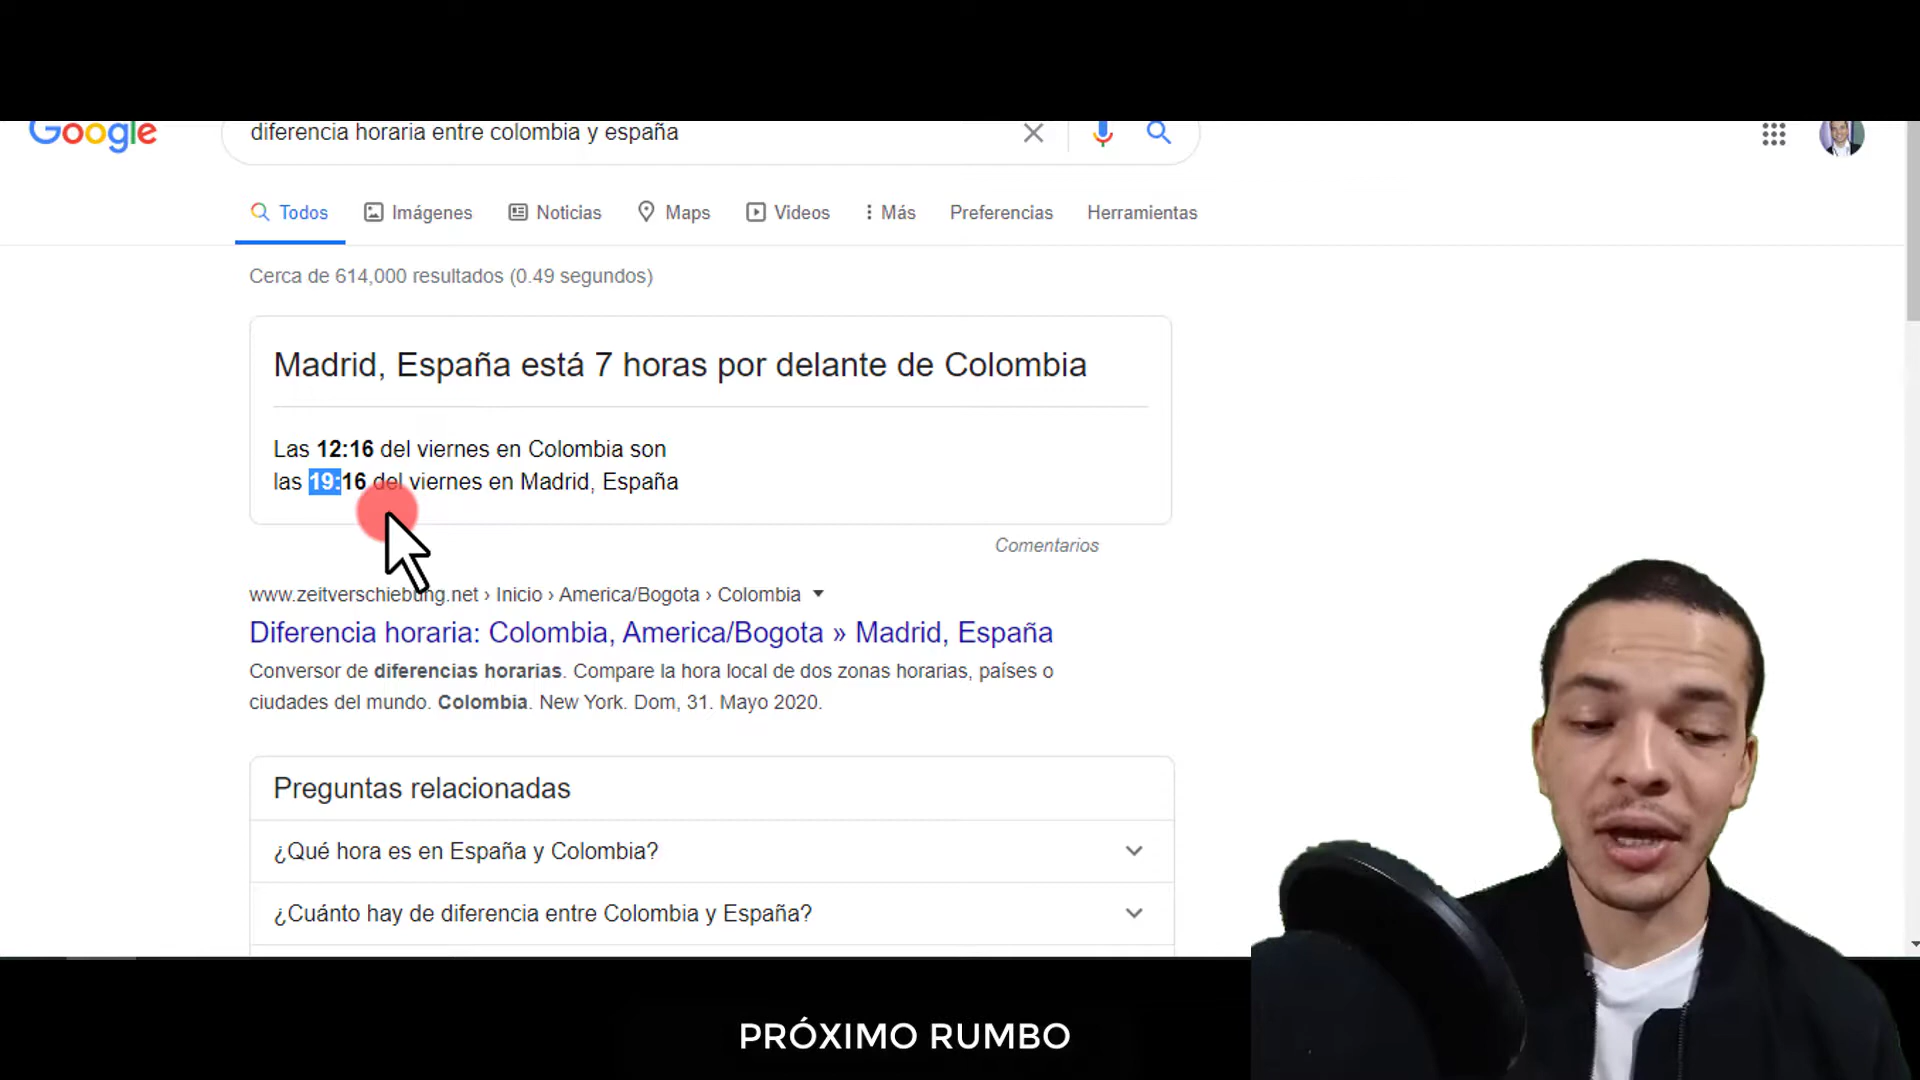 Google
diferencia horaria entre colombia y españa
Todos Imágenes Noticias Maps Videos Más Preferencias Herramientas
Cerca de 614,000 resultados (0.49 segundos)
Madrid, España está 7 horas por delante de Colombia
Las 12:16 del viernes en Colombia son
las 19:16 del viernes en Madrid, España
Comentarios
www.zeitverschiebung.net › Inicio › America/Bogota › Colombia
Diferencia horaria: Colombia, America/Bogota » Madrid, España
Conversor de diferencias horarias. Compare la hora local de dos zonas horarias, países o
ciudades del mundo. Colombia. New York. Dom, 31. Mayo 2020.
Preguntas relacionadas
¿Qué hora es en España y Colombia?
¿Cuánto hay de diferencia entre Colombia y España?
PRÓXIMO RUMBO